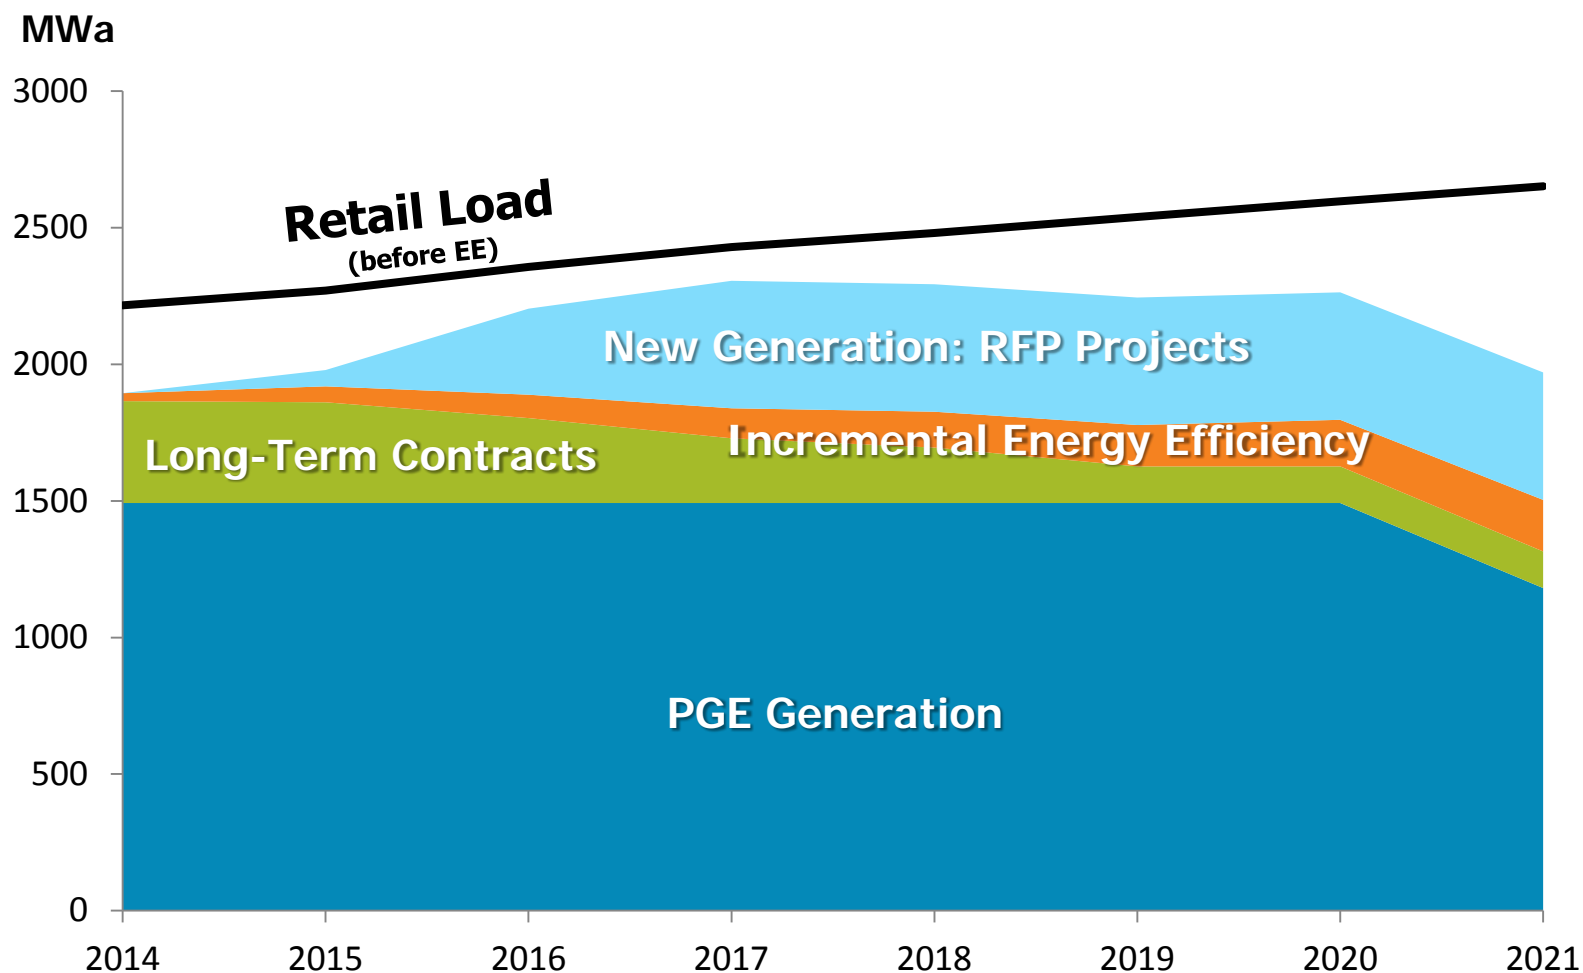 MWa
3000
2500
2000
1500
1000
500
0
Retail Load
(before EE)
New Generation: RFP Projects
Incremental Energy Efficiency
Long-Term Contracts
PGE Generation
2014 2015 2016 2017 2018 2019 2020 2021